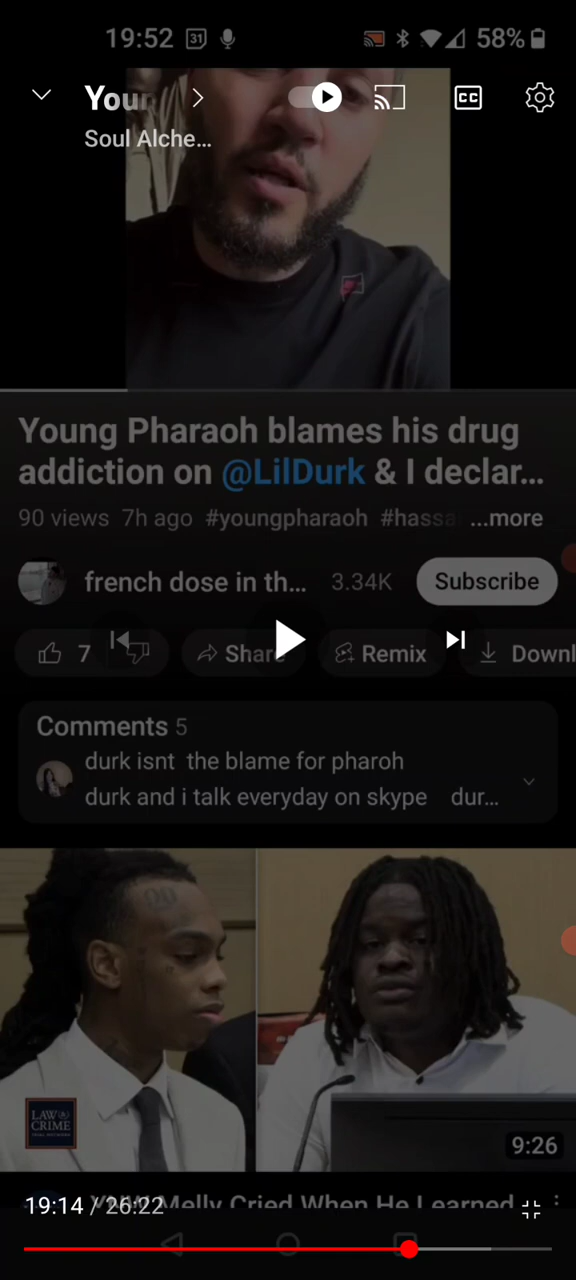 19:52 31 58%
Your
Soul Alche...
CC
Young Pharaoh blames his drug
addiction on @LilDurk & I declar...
90 views 7h ago #youngpharaoh #hassa ...more
french dose in th... 3.34K Subscribe
7 Share Remix Downl
Comments 5
durk isnt the blame for pharoh
durk and i talk everyday on skype dur...
LAW & CRIME
9:26
Melly Cried When He Learned
19:14 / 26:22